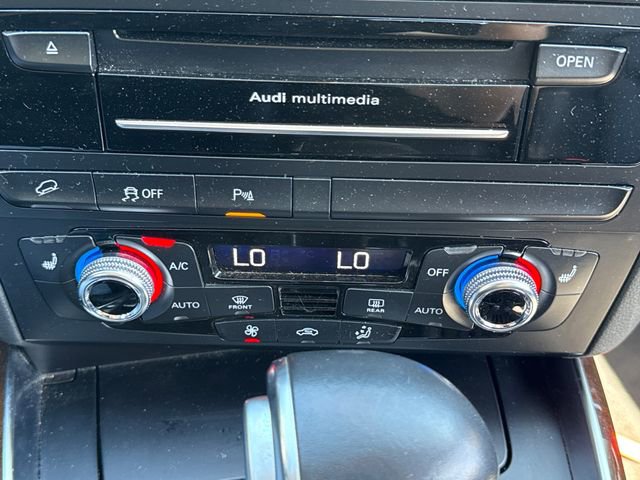 OPEN
Audi multimedia
OFF
P
LO LO
A/C
OFF
AUTO
FRONT
REAR
AUTO